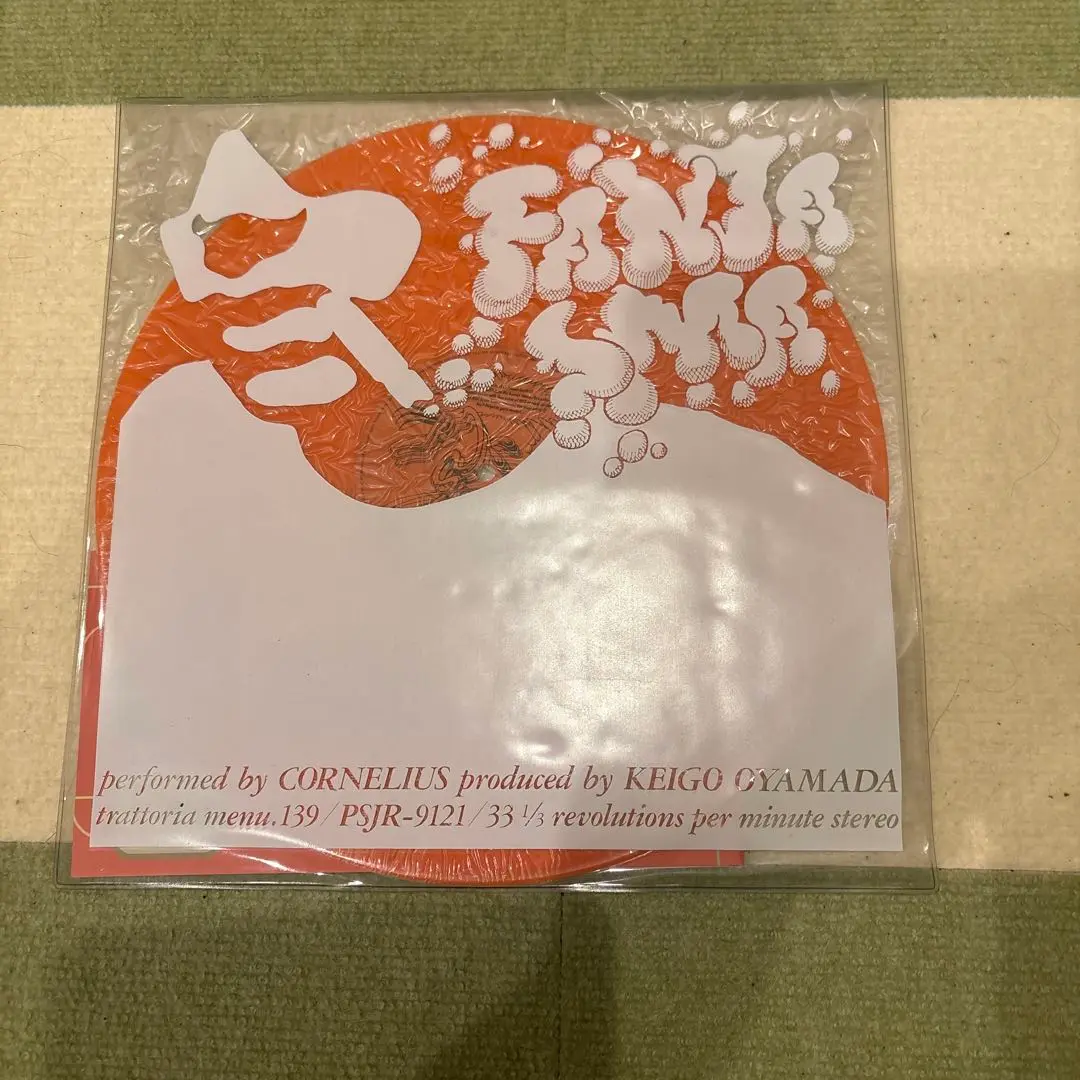 FANTA
SMA
performed by CORNELIUS produced by KEIGO OYAMADA
trattoria menu.139/PSJR-9121/33 ⅓ revolutions per minute stereo